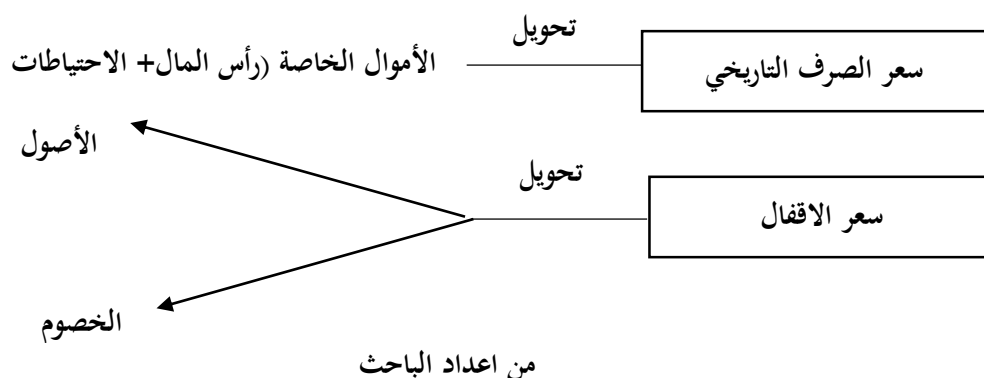 تحويل
سعر الصرف التاريخي
الأموال الخاصة (رأس المال+ الاحتياطات
الأصول
تحويل
سعر الاقفال
الخصوم
من اعداد الباحث